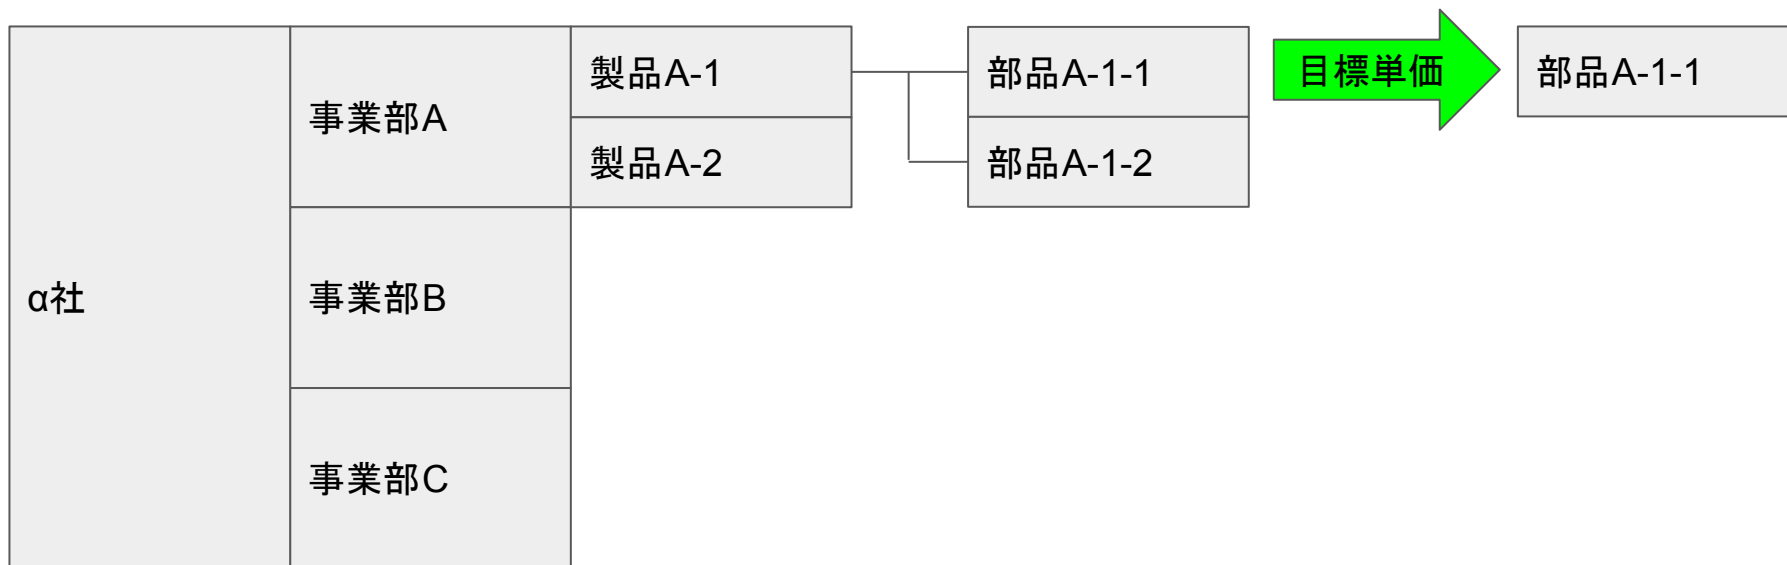 α社
事業部A
製品A-1
製品A-2
部品A-1-1
部品A-1-2
目標単価
部品A-1-1
事業部B
事業部C